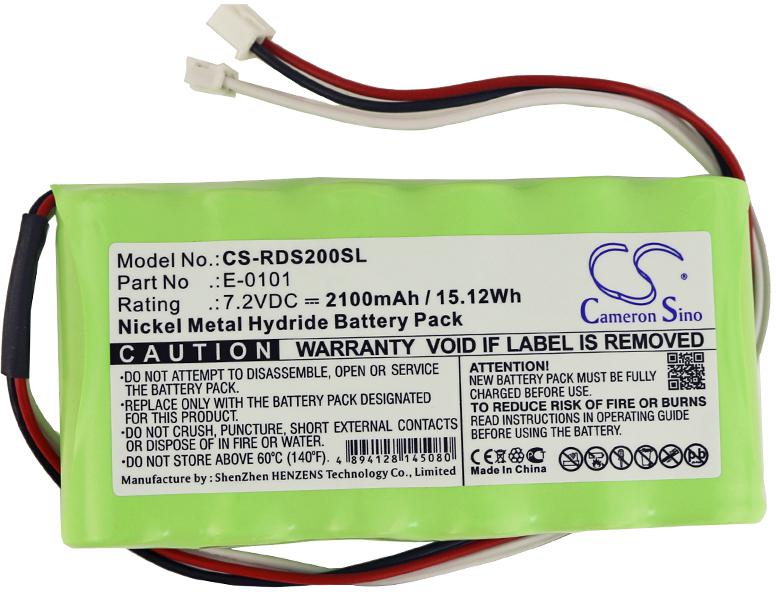 Model No.: CS-RDS200SL
Part No .: E-0101
Rating .: 7.2VDC ⎓ 2100mAh / 15.12Wh
Nickel Metal Hydride Battery Pack
CS
Cameron Sino
CAUTION WARRANTY VOID IF LABEL IS REMOVED
•DO NOT ATTEMPT TO DISASSEMBLE, OPEN OR SERVICE
THE BATTERY PACK.
•REPLACE ONLY WITH THE BATTERY PACK DESIGNATED
FOR THIS PRODUCT.
•DO NOT CRUSH, PUNCTURE, SHORT EXTERNAL CONTACTS
OR DISPOSE OF IN FIRE OR WATER.
•DO NOT STORE ABOVE 60°C (140°F).
4 894128 145080
Manufacture by : ShenZhen HENZENS Technology Co., Limited
ATTENTION!
NEW BATTERY PACK MUST BE FULLY
CHARGED BEFORE USE.
TO REDUCE RISK OF FIRE OR BURNS
READ INSTRUCTIONS IN OPERATING GUIDE
BEFORE USING BATTERY.
CE
Pb
Made In China